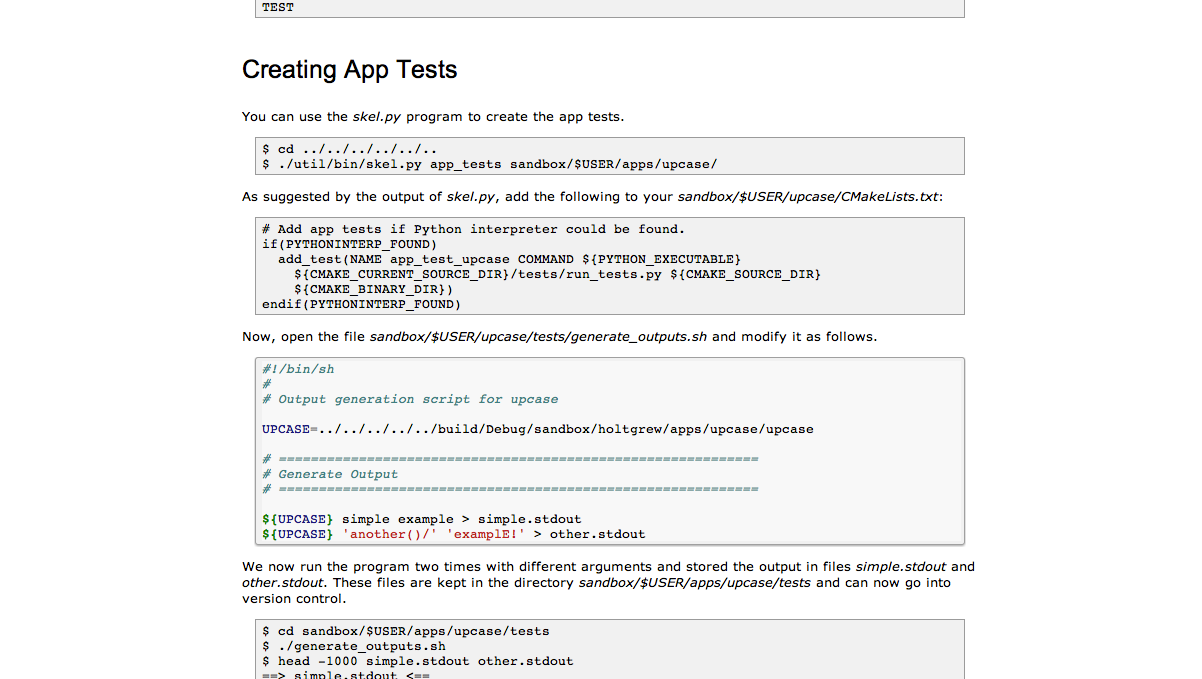 TEST
Creating App Tests
You can use the skel.py program to create the app tests.
$ cd ../../../../../..
$ ./util/bin/skel.py app_tests sandbox/$USER/apps/upcase/
As suggested by the output of skel.py, add the following to your sandbox/$USER/upcase/CMakeLists.txt:
# Add app tests if Python interpreter could be found.
if(PYTHONINTERP_FOUND)
  add_test(NAME app_test_upcase COMMAND ${PYTHON_EXECUTABLE}
    ${CMAKE_CURRENT_SOURCE_DIR}/tests/run_tests.py ${CMAKE_SOURCE_DIR}
    ${CMAKE_BINARY_DIR})
endif(PYTHONINTERP_FOUND)
Now, open the file sandbox/$USER/upcase/tests/generate_outputs.sh and modify it as follows.
#!/bin/sh
#
# Output generation script for upcase
UPCASE=../../../../../build/Debug/sandbox/holtgrew/apps/upcase/upcase
# ============================================================
# Generate Output
# ============================================================
${UPCASE} simple example > simple.stdout
${UPCASE} 'another()/' 'examplE!' > other.stdout
We now run the program two times with different arguments and stored the output in files simple.stdout and
other.stdout. These files are kept in the directory sandbox/$USER/apps/upcase/tests and can now go into
version control.
$ cd sandbox/$USER/apps/upcase/tests
$ ./generate_outputs.sh
$ head -1000 simple.stdout other.stdout
==> simple.stdout <==